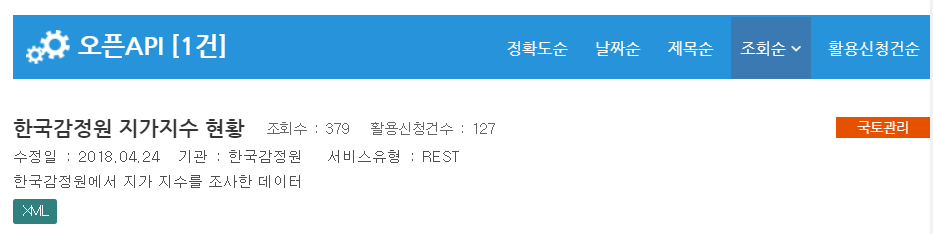 오픈API [1건] 정확도순 날짜순 제목순 조회순 활용신청건순
한국감정원 지가지수 현황 조회수 : 379 활용신청건수 : 127 국토관리
수정일 : 2018.04.24 기관 : 한국감정원 서비스유형 : REST
한국감정원에서 지가 지수를 조사한 데이터
XML